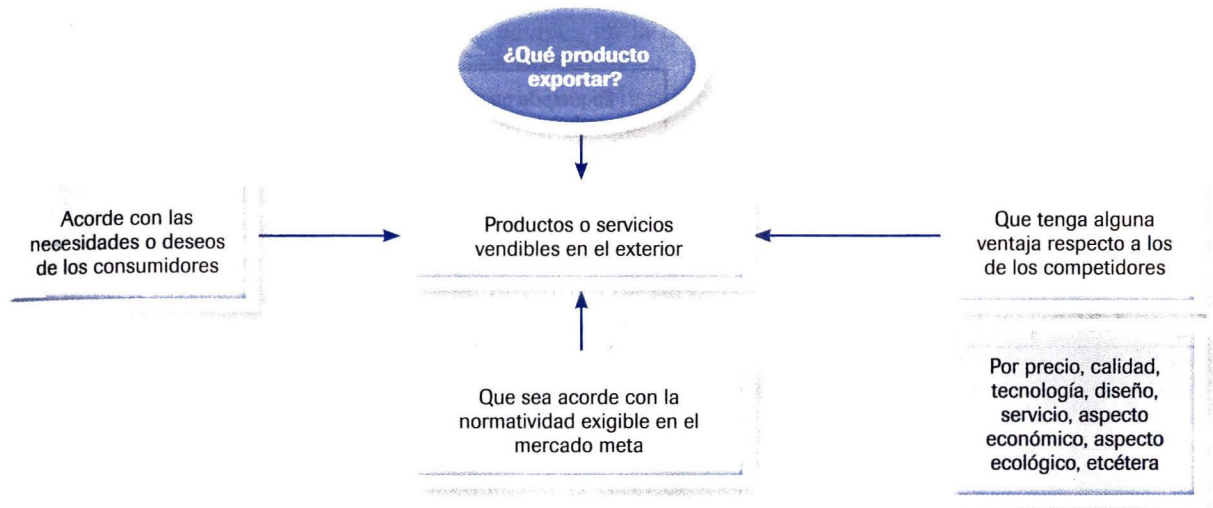 ¿Qué producto
exportar?
Acorde con las
necesidades o deseos
de los consumidores
Productos o servicios
vendibles en el exterior
Que tenga alguna
ventaja respecto a los
de los competidores
Que sea acorde con la
normatividad exigible en el
mercado meta
Por precio, calidad,
tecnología, diseño,
servicio, aspecto
económico, aspecto
ecológico, etcétera